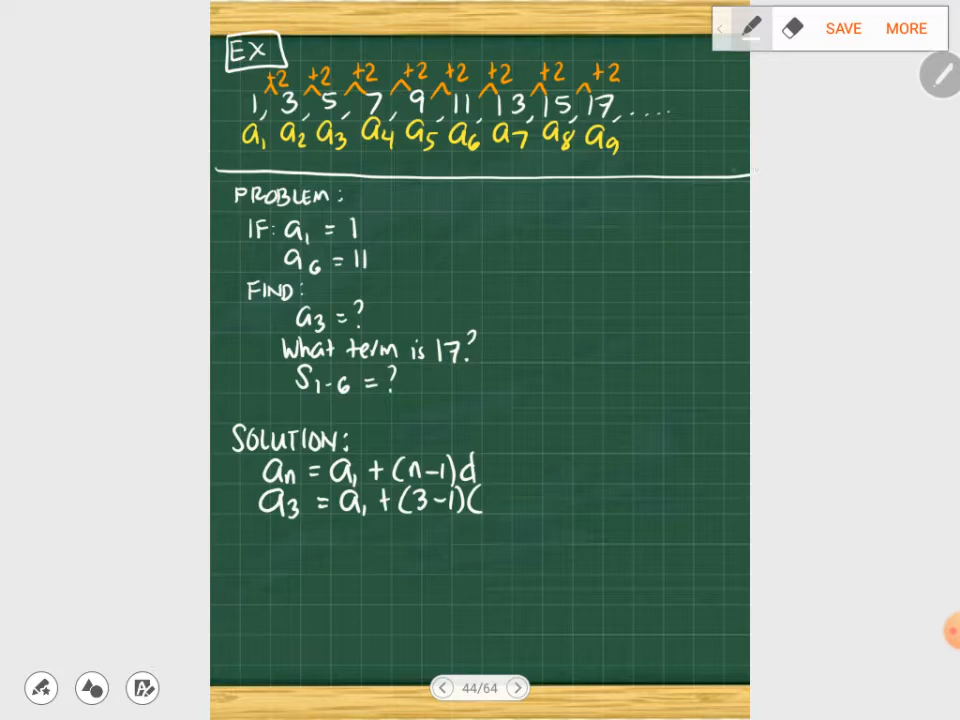 SAVE MORE
EX
+2 +2 +2 +2 +2 +2 +2 +2
1, 3, 5, 7, 9, 11, 13, 15, 17, ....
a1 a2 a3 a4 a5 a6 a7 a8 a9
PROBLEM:
IF: a1 = 1
a6 = 11
FIND:
a3 = ?
What term is 17?
S1-6 = ?
SOLUTION:
an = a1 + (n-1)d
a3 = a1 + (3-1)(
44/64